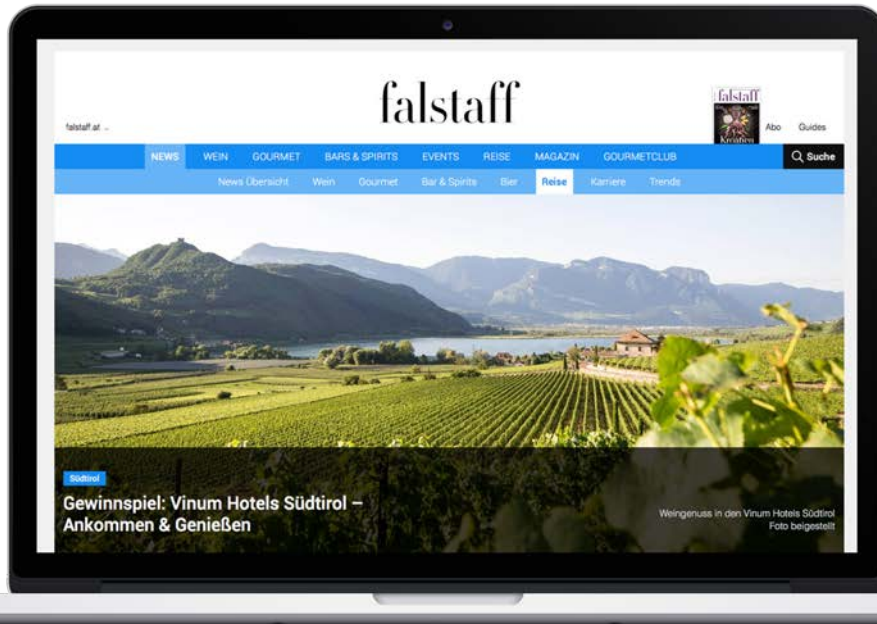 falstaff
falstaff
falstaff.at
Kroatien
Abo
Guides
NEWS WEIN GOURMET BARS & SPIRITS EVENTS REISE MAGAZIN GOURMETCLUB Suche
News Übersicht Wein Gourmet Bar & Spirits Bier Reise Karriere Trends
Südtirol
Gewinnspiel: Vinum Hotels Südtirol –
Ankommen & Genießen
Weingenuss in den Vinum Hotels Südtirol
Foto beigestellt